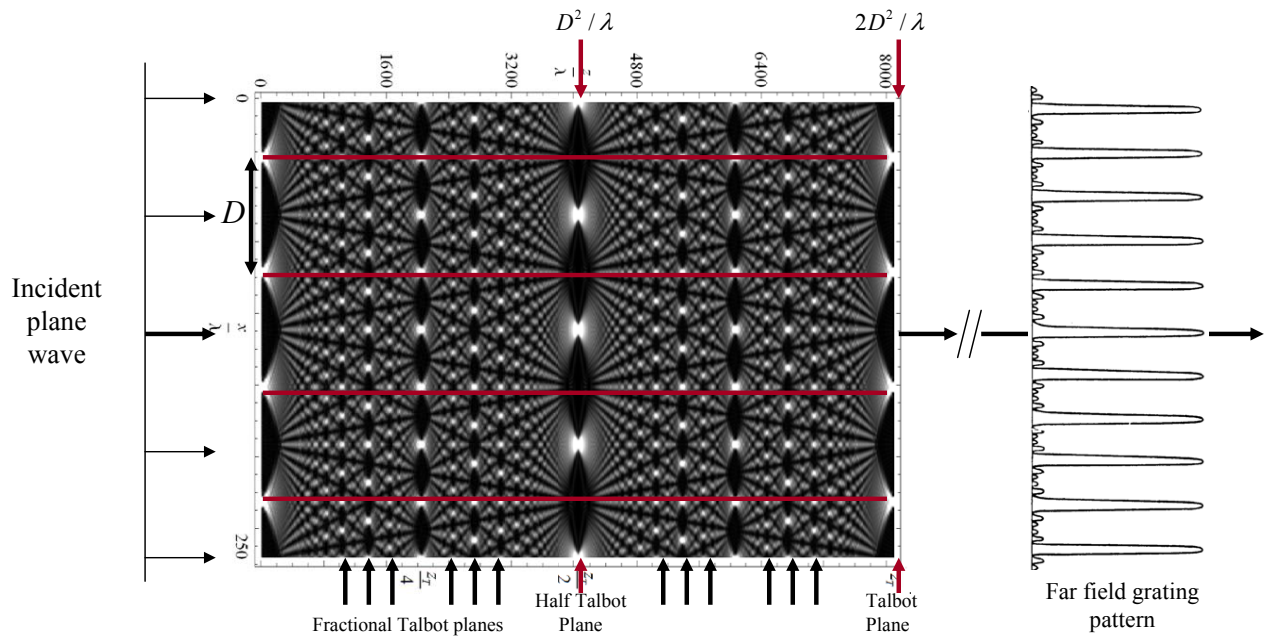 D² / λ
2D² / λ
0
1600
3200
z/λ
4800
6400
8000
0
D
Incident
plane
wave
x/λ
250
z_T/4
z_T/2
z_T
Half Talbot
Plane
Talbot
Plane
Fractional Talbot planes
Far field grating
pattern